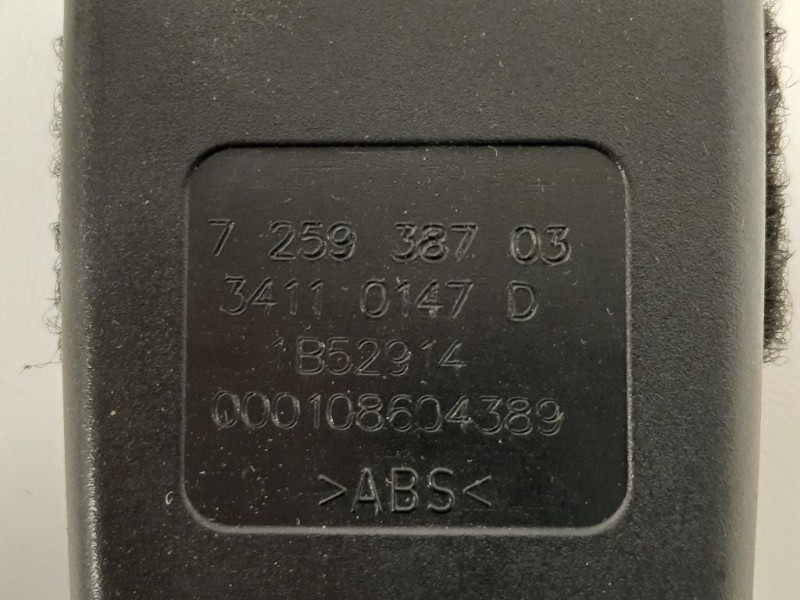 7 259 387 03
3411 0147 D
1B52914
000108604389
>ABS<